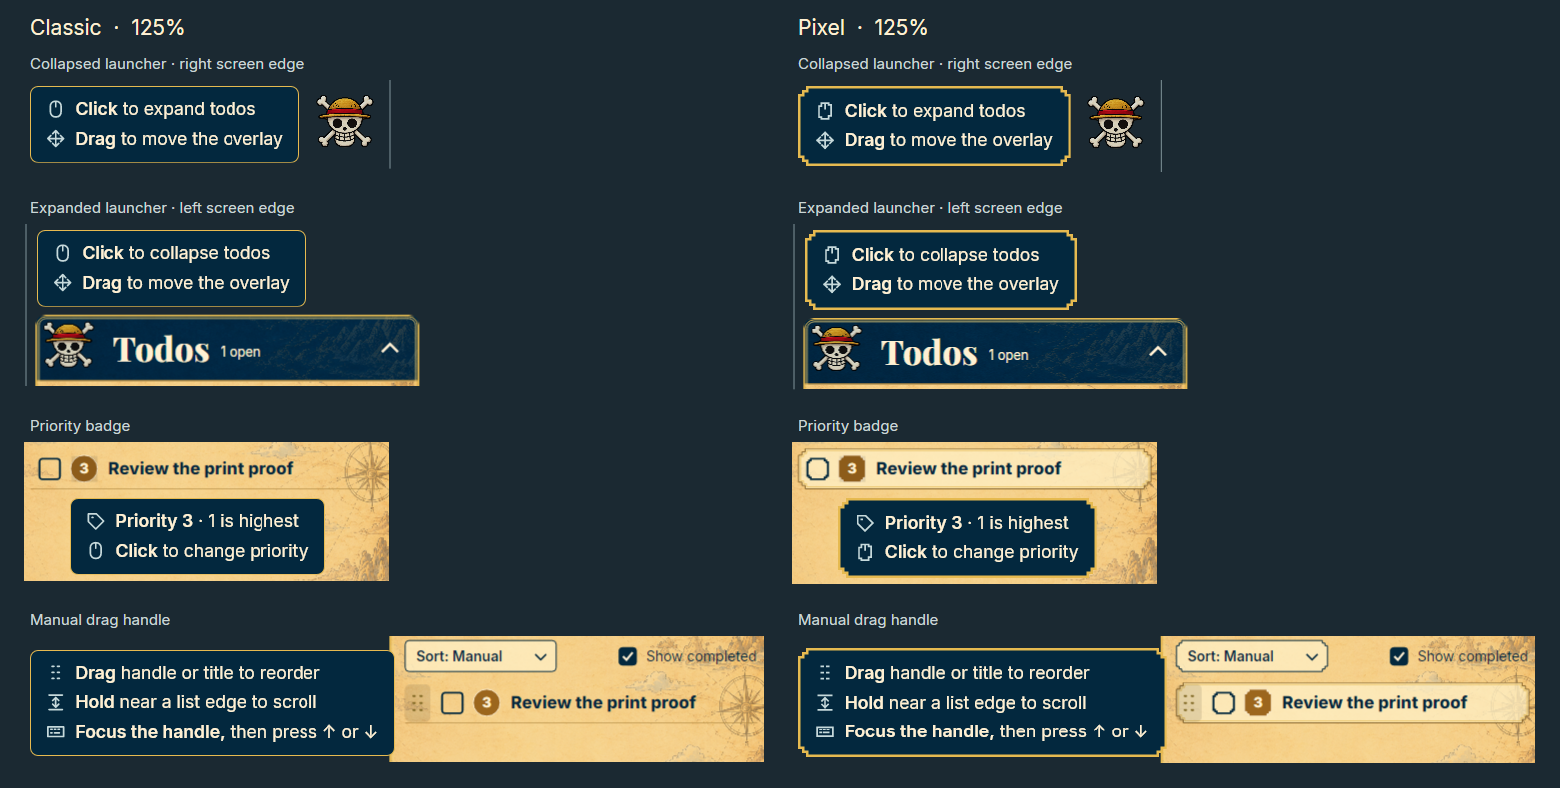 Classic · 125%
Collapsed launcher · right screen edge
Click to expand todos
Drag to move the overlay
Expanded launcher · left screen edge
Click to collapse todos
Drag to move the overlay
Todos 1 open
Priority badge
3 Review the print proof
Priority 3 · 1 is highest
Click to change priority
Manual drag handle
Drag handle or title to reorder
Hold near a list edge to scroll
Focus the handle, then press ↑ or ↓
Sort: Manual Show completed
3 Review the print proof
Pixel · 125%
Collapsed launcher · right screen edge
Click to expand todos
Drag to move the overlay
Expanded launcher · left screen edge
Click to collapse todos
Drag to move the overlay
Todos 1 open
Priority badge
3 Review the print proof
Priority 3 · 1 is highest
Click to change priority
Manual drag handle
Drag handle or title to reorder
Hold near a list edge to scroll
Focus the handle, then press ↑ or ↓
Sort: Manual Show completed
3 Review the print proof